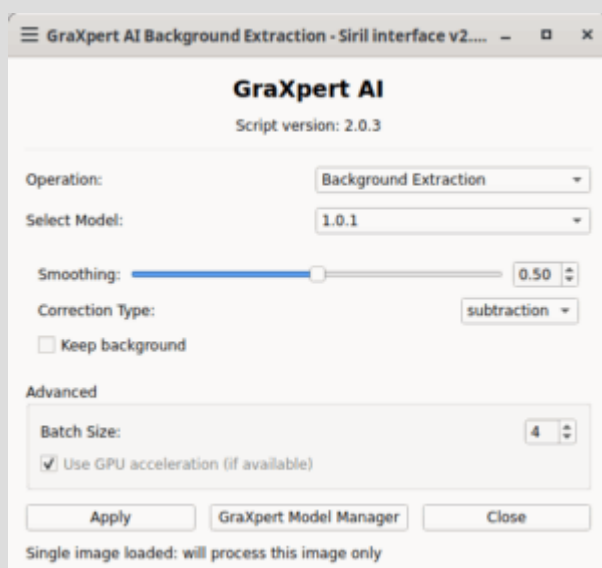 GraXpert AI Background Extraction - Siril interface v2....
GraXpert AI
Script version: 2.0.3
Operation: Background Extraction
Select Model: 1.0.1
Smoothing: 0.50
Correction Type: subtraction
Keep background
Advanced
Batch Size: 4
Use GPU acceleration (if available)
Apply GraXpert Model Manager Close
Single image loaded: will process this image only